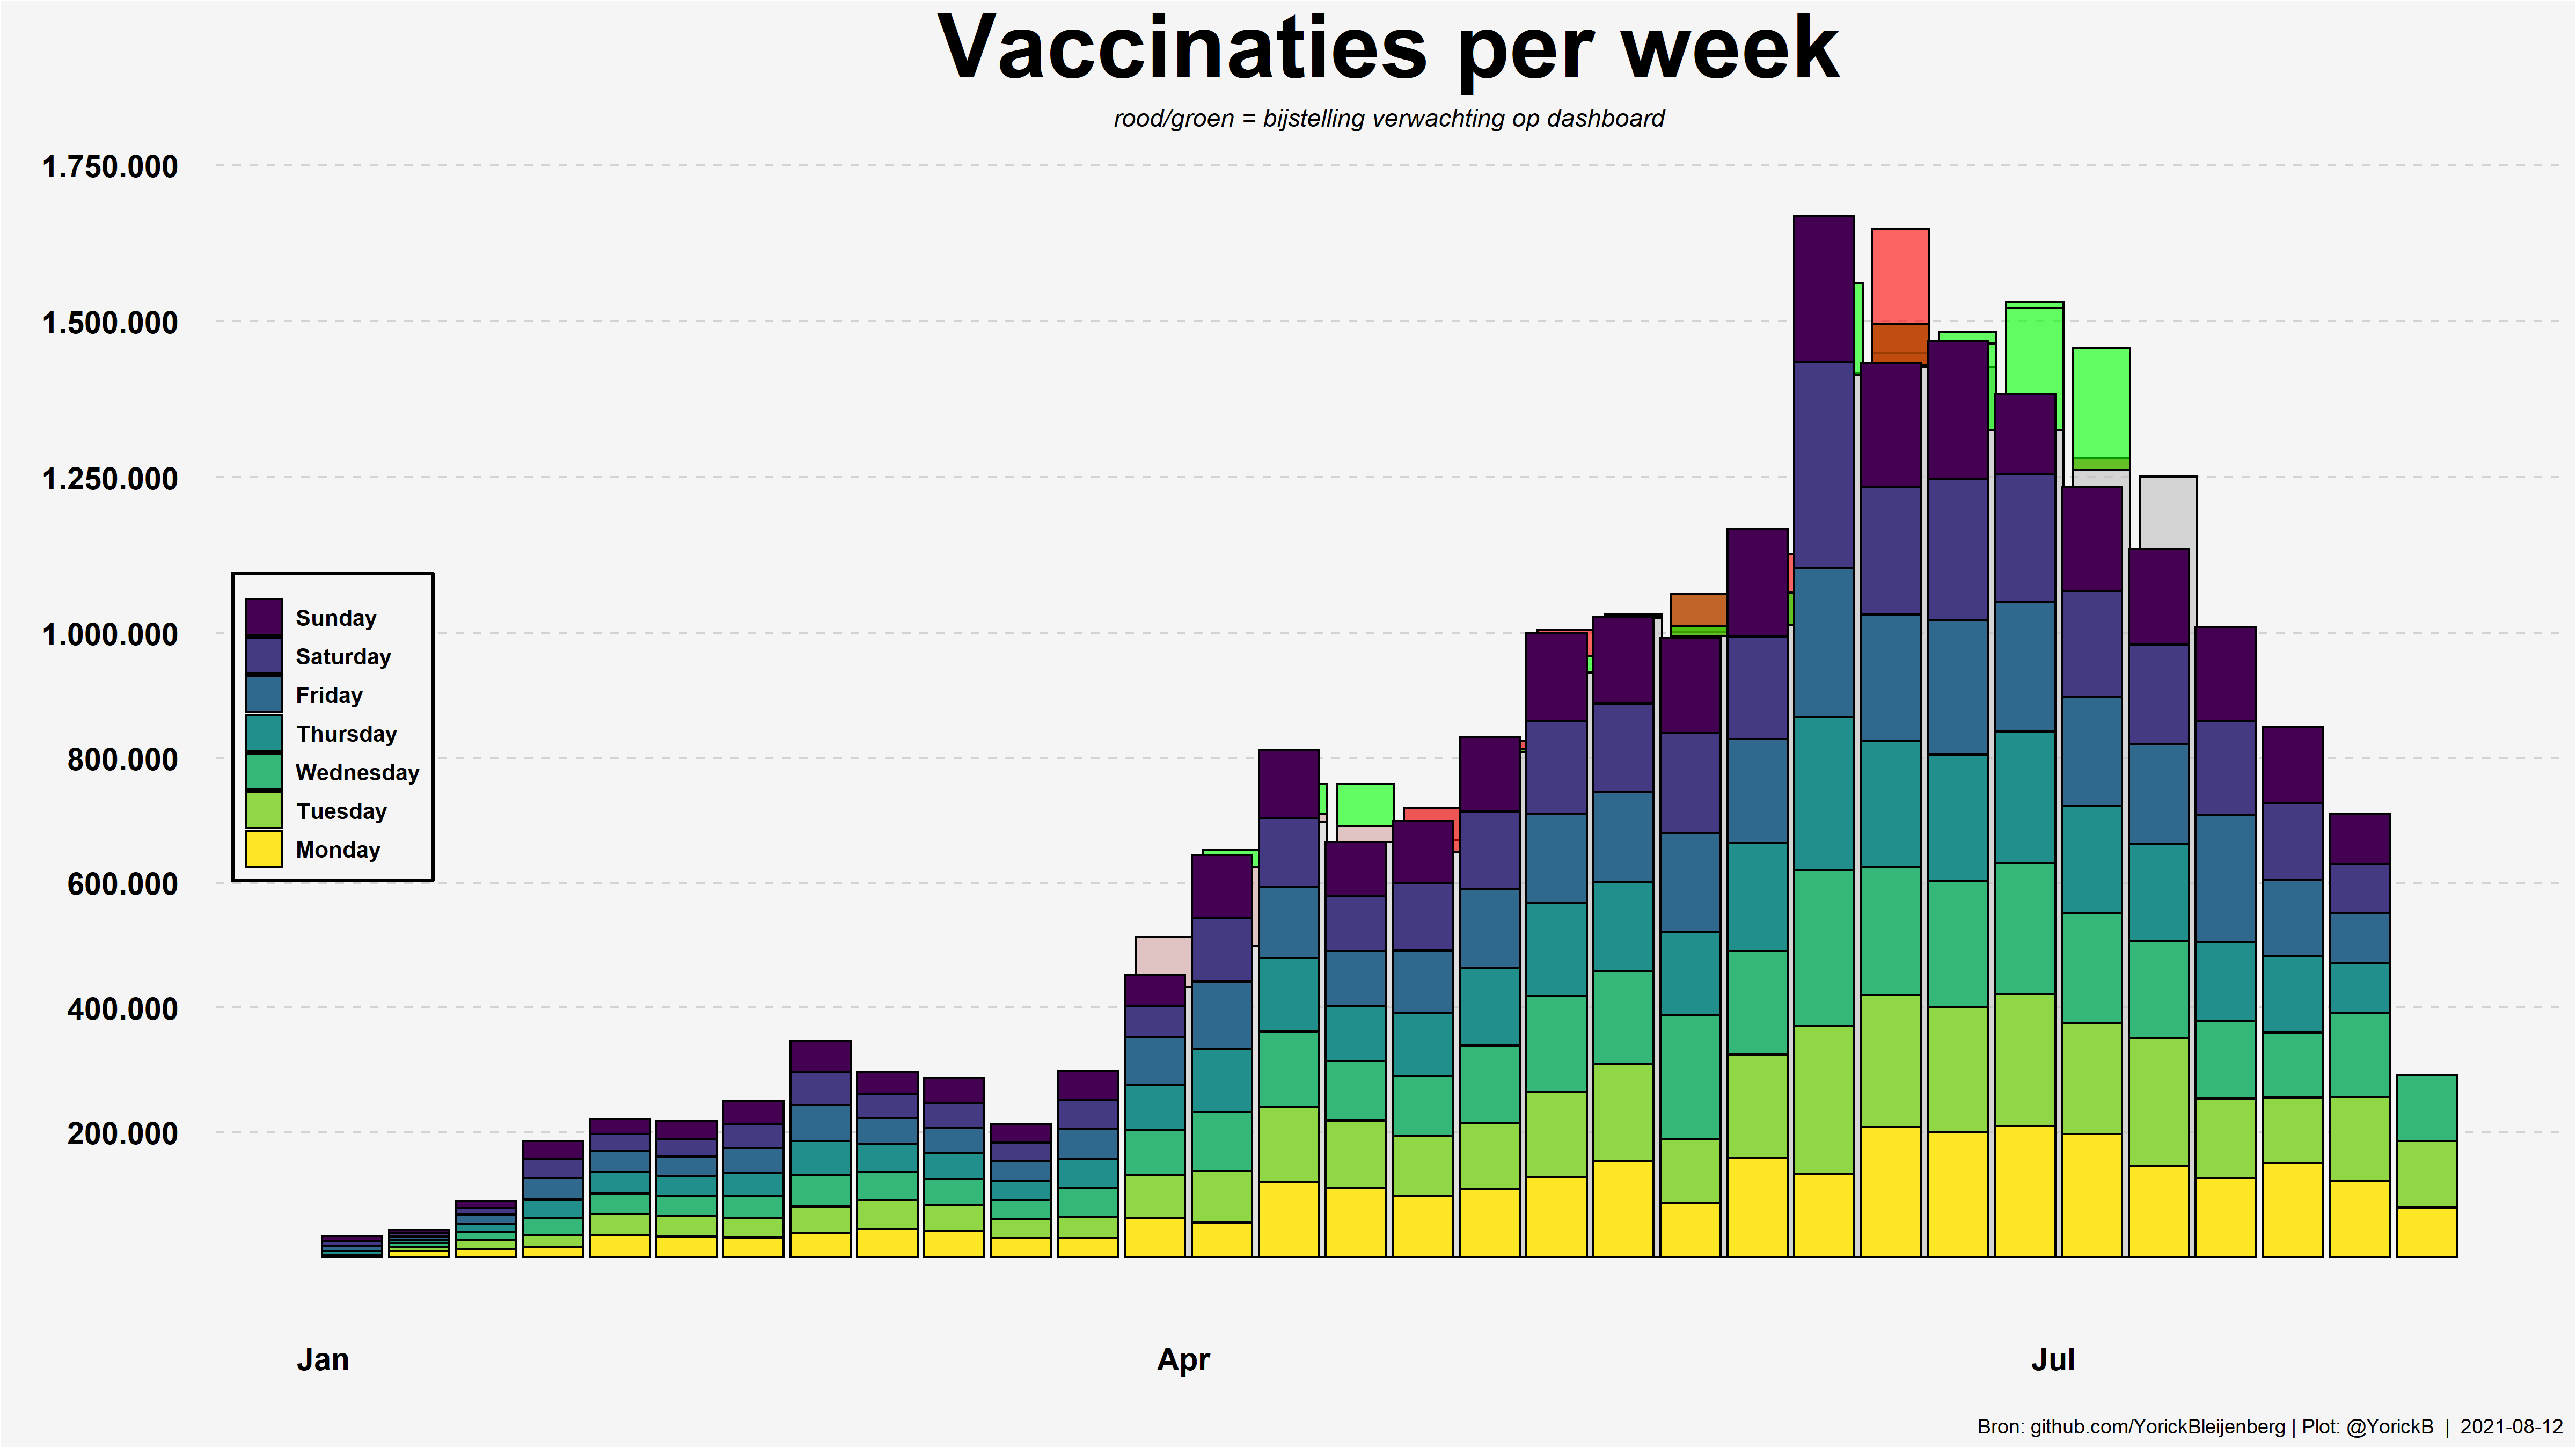 Vaccinaties per week
rood/groen = bijstelling verwachting op dashboard
1.750.000
1.500.000
1.250.000
1.000.000
800.000
600.000
400.000
200.000
Sunday
Saturday
Friday
Thursday
Wednesday
Tuesday
Monday
Jan Apr Jul
Bron: github.com/YorickBleijenberg | Plot: @YorickB | 2021-08-12